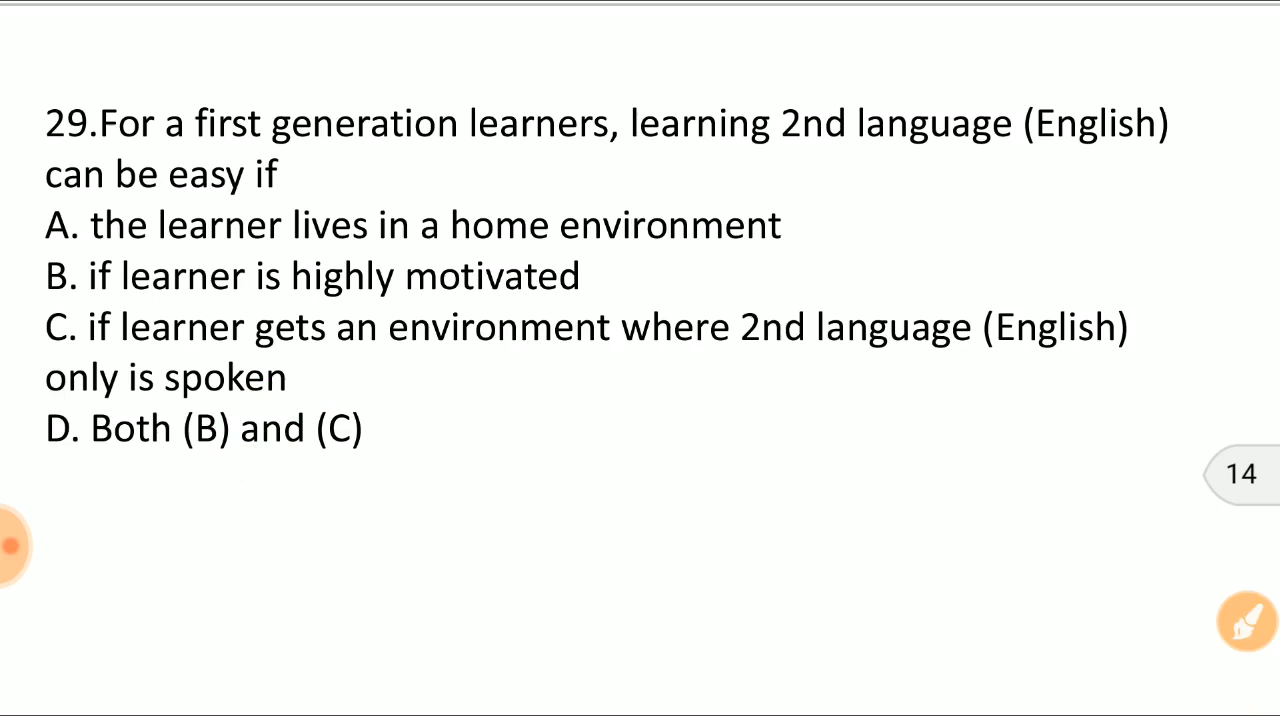 29.For a first generation learners, learning 2nd language (English)
can be easy if
A. the learner lives in a home environment
B. if learner is highly motivated
C. if learner gets an environment where 2nd language (English)
only is spoken
D. Both (B) and (C)
14